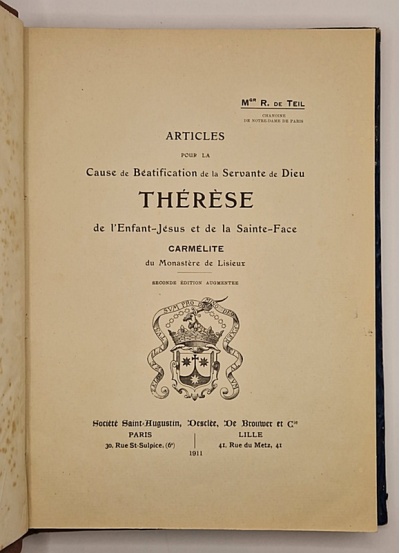 Mgr R. DE TEIL
CHANOINE
DE NOTRE-DAME DE PARIS
ARTICLES
POUR LA
Cause de Béatification de la Servante de Dieu
THÉRÈSE
de l'Enfant-Jésus et de la Sainte-Face
CARMÉLITE
du Monastère de Lisieux
SECONDE ÉDITION AUGMENTÉE
Société Saint-Augustin, Desclée, De Brouwer et Cie
PARIS
30, Rue St-Sulpice, (6e)
LILLE
41, Rue du Metz, 41
1911